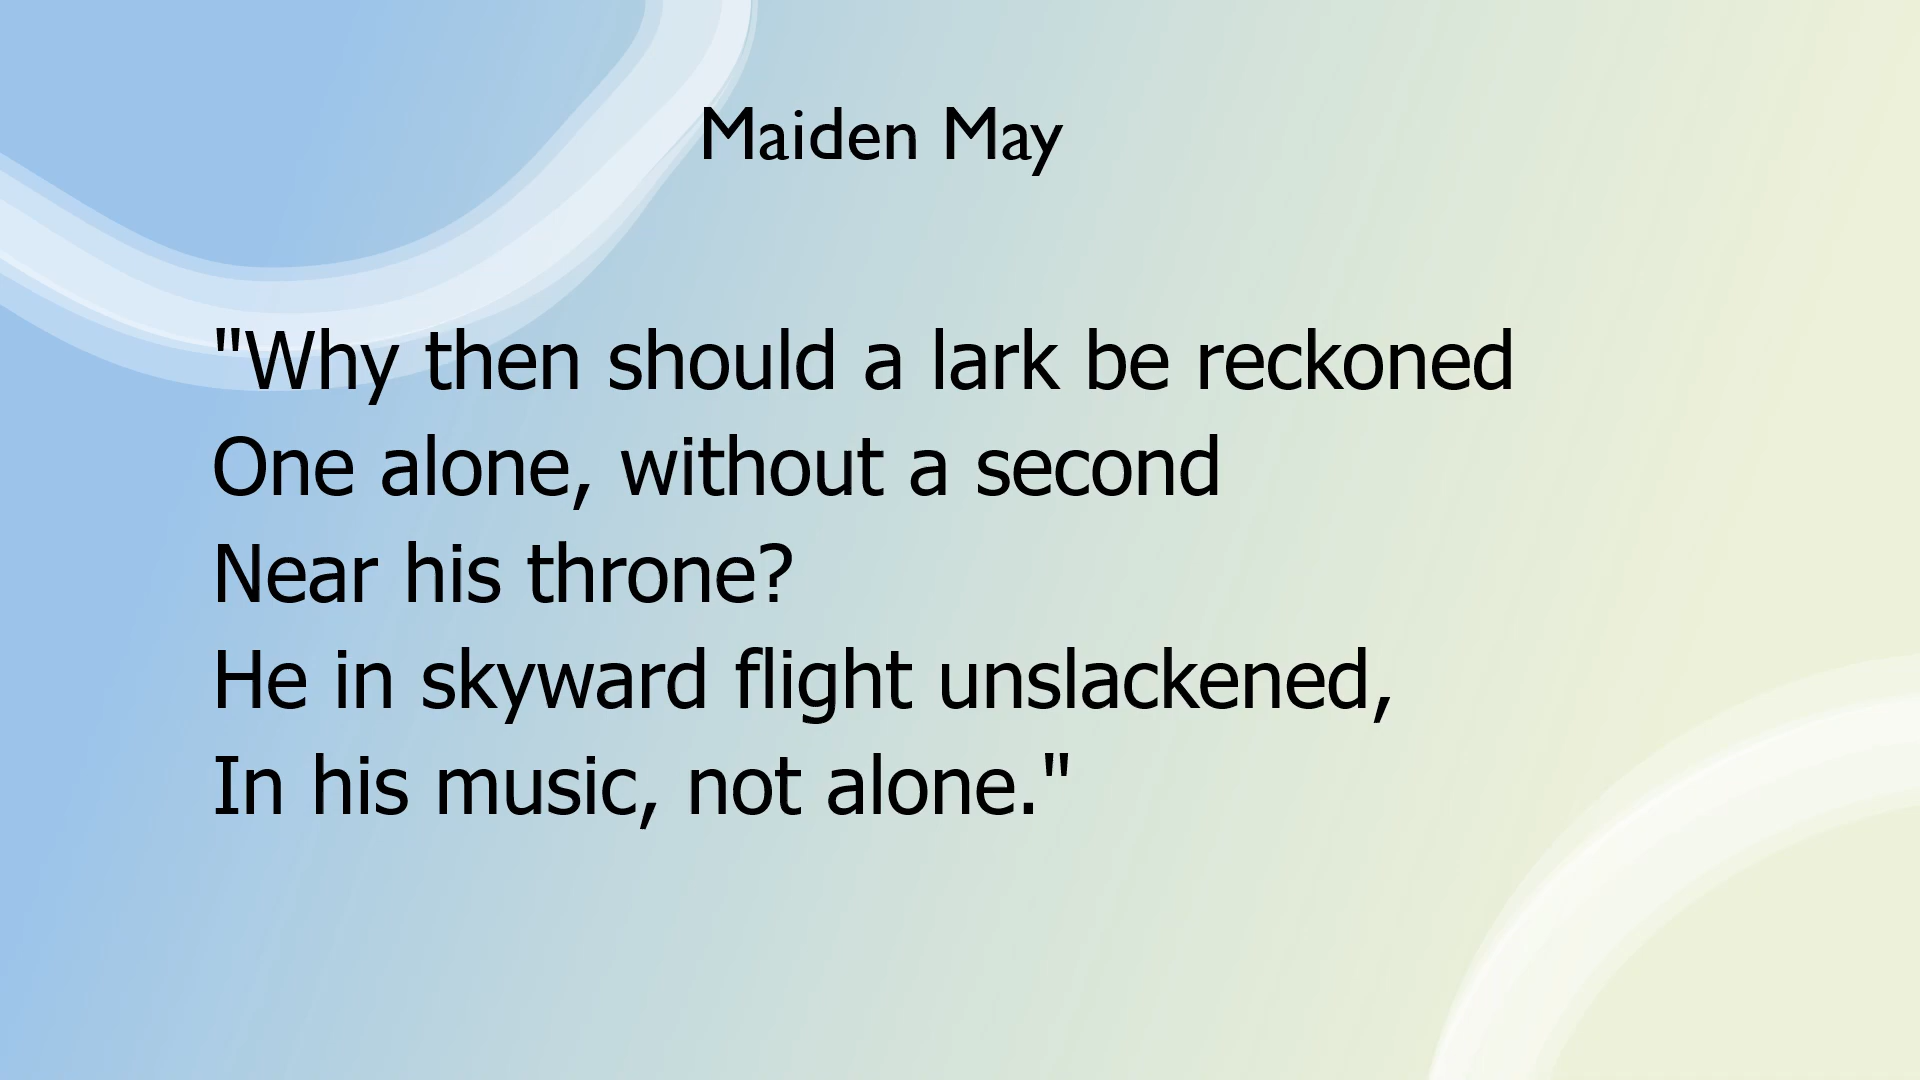 Maiden May
"Why then should a lark be reckoned
One alone, without a second
Near his throne?
He in skyward flight unslackened,
In his music, not alone."